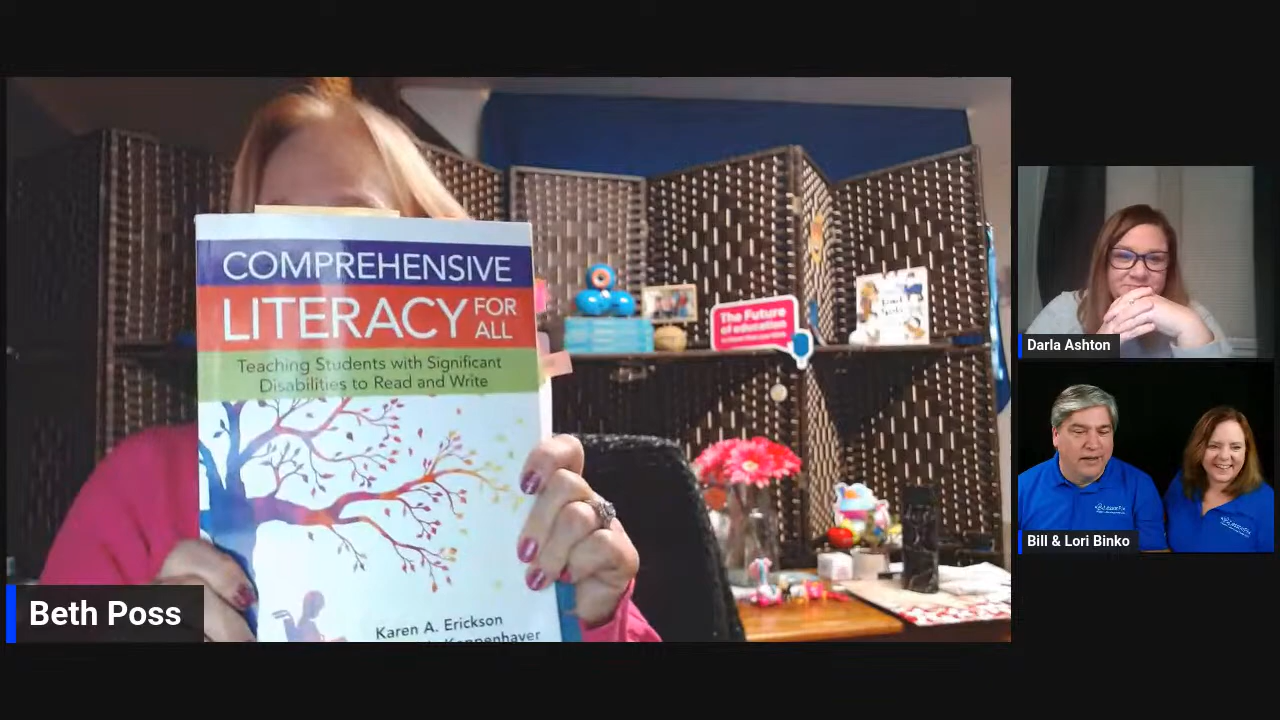 COMPREHENSIVE
LITERACY FOR
ALL
Teaching Students with Significant
Disabilities to Read and Write
Karen A. Erickson
Koppenhaver
The Future
of education
Beth Poss
Darla Ashton
Bill & Lori Binko